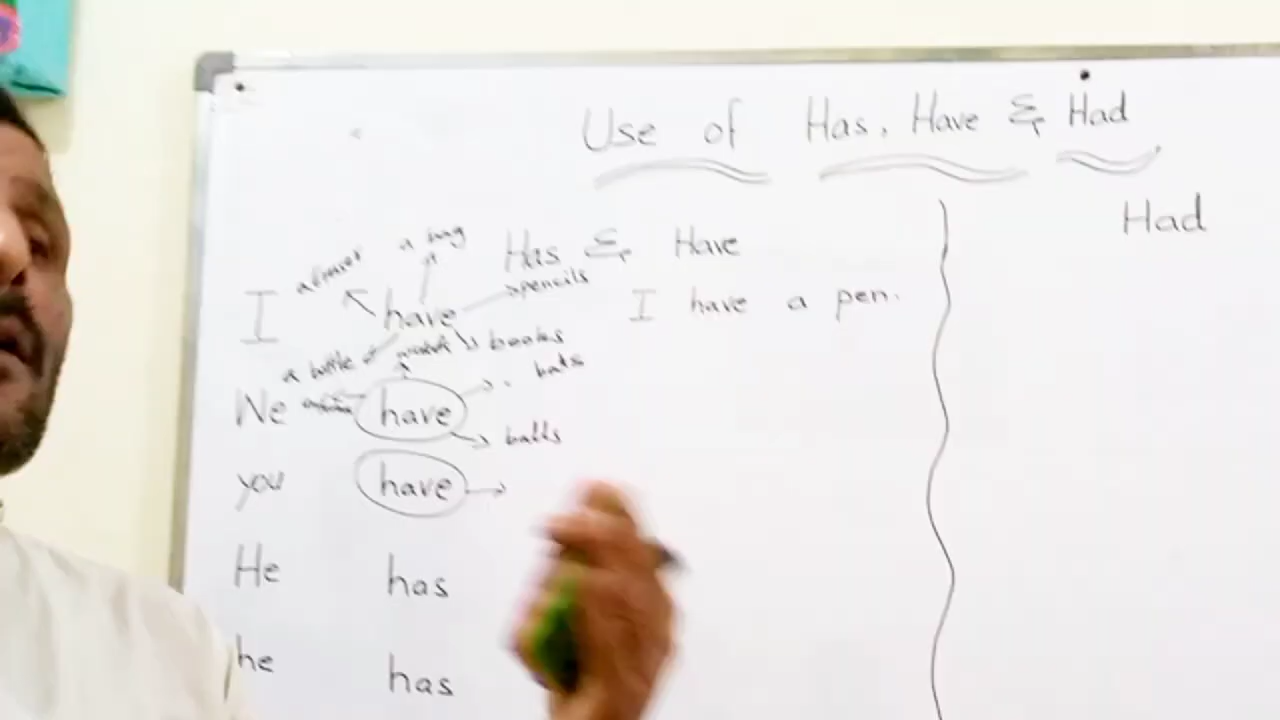 Use of Has, Have & Had
Had
Has & Have
a mug
pencils
I have
I have a pen.
books
a bottle of
bats
We have
balls
you have
He has
he has